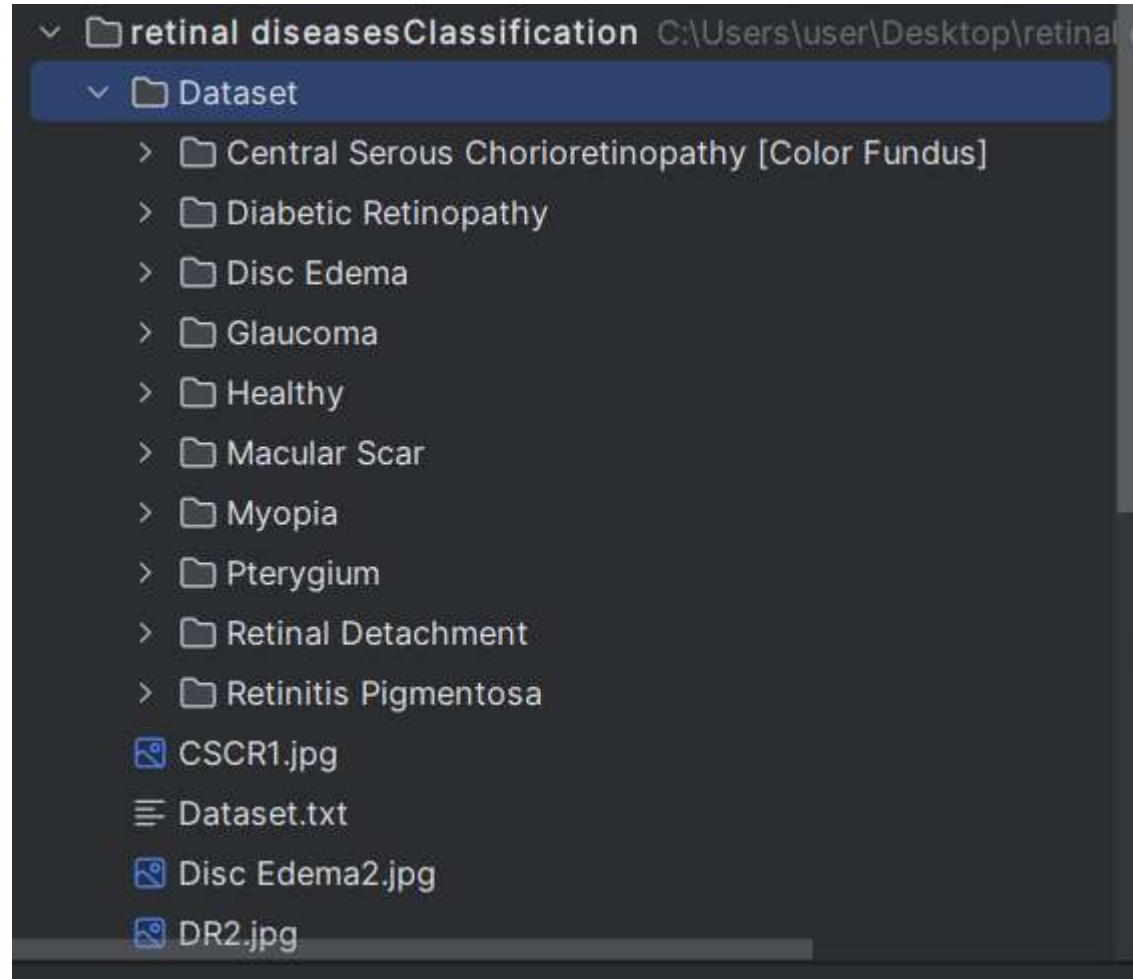 retinal diseasesClassification C:\Users\user\Desktop\retinal
Dataset
Central Serous Chorioretinopathy [Color Fundus]
Diabetic Retinopathy
Disc Edema
Glaucoma
Healthy
Macular Scar
Myopia
Pterygium
Retinal Detachment
Retinitis Pigmentosa
CSCR1.jpg
Dataset.txt
Disc Edema2.jpg
DR2.jpg